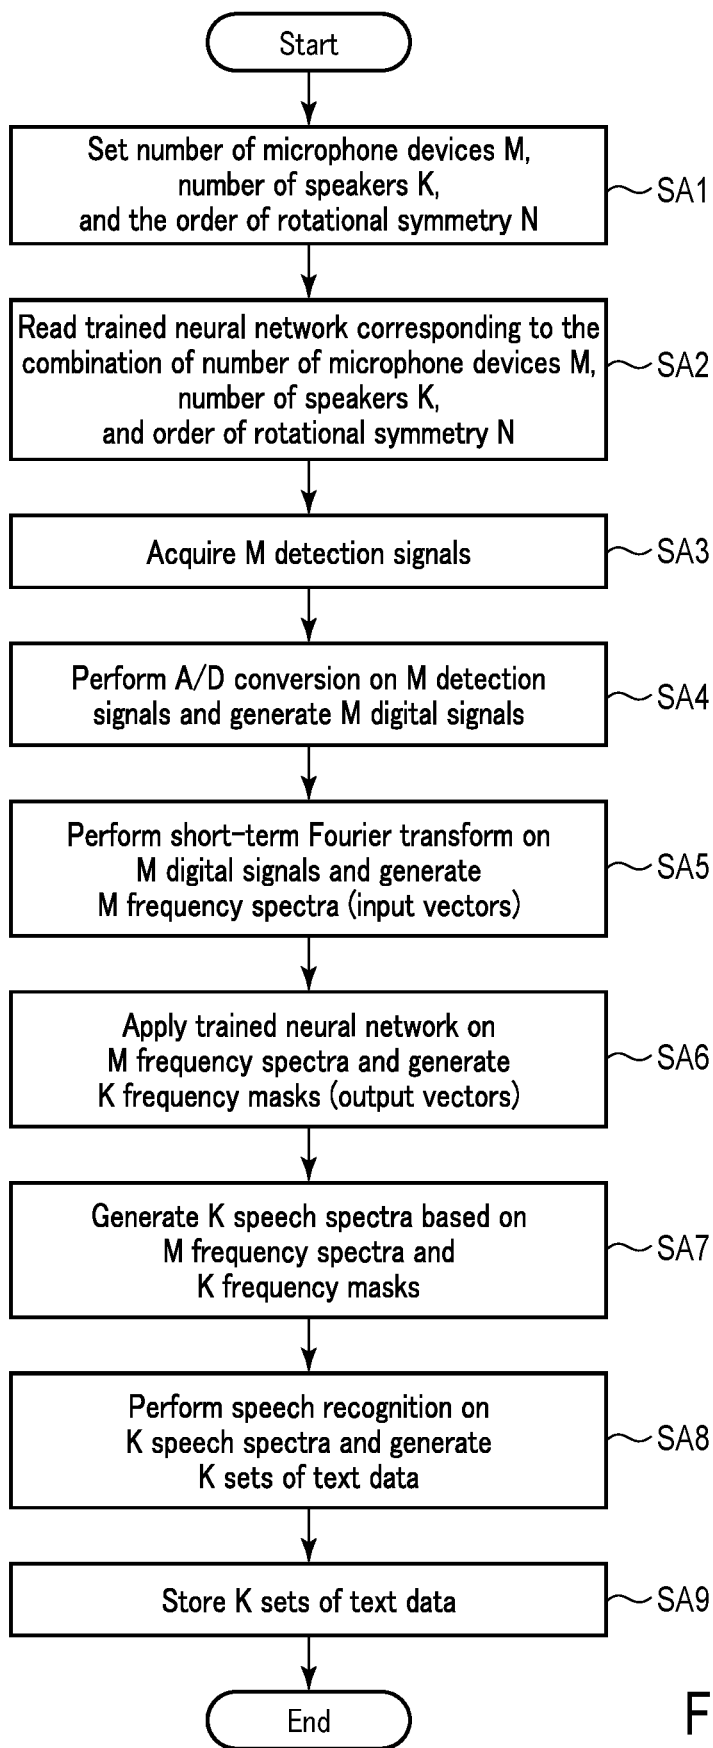 Start
Set number of microphone devices M,
number of speakers K,
and the order of rotational symmetry N
SA1
Read trained neural network corresponding to the
combination of number of microphone devices M,
number of speakers K,
and order of rotational symmetry N
SA2
Acquire M detection signals
SA3
Perform A/D conversion on M detection
signals and generate M digital signals
SA4
Perform short-term Fourier transform on
M digital signals and generate
M frequency spectra (input vectors)
SA5
Apply trained neural network on
M frequency spectra and generate
K frequency masks (output vectors)
SA6
Generate K speech spectra based on
M frequency spectra and
K frequency masks
SA7
Perform speech recognition on
K speech spectra and generate
K sets of text data
SA8
Store K sets of text data
SA9
End
F